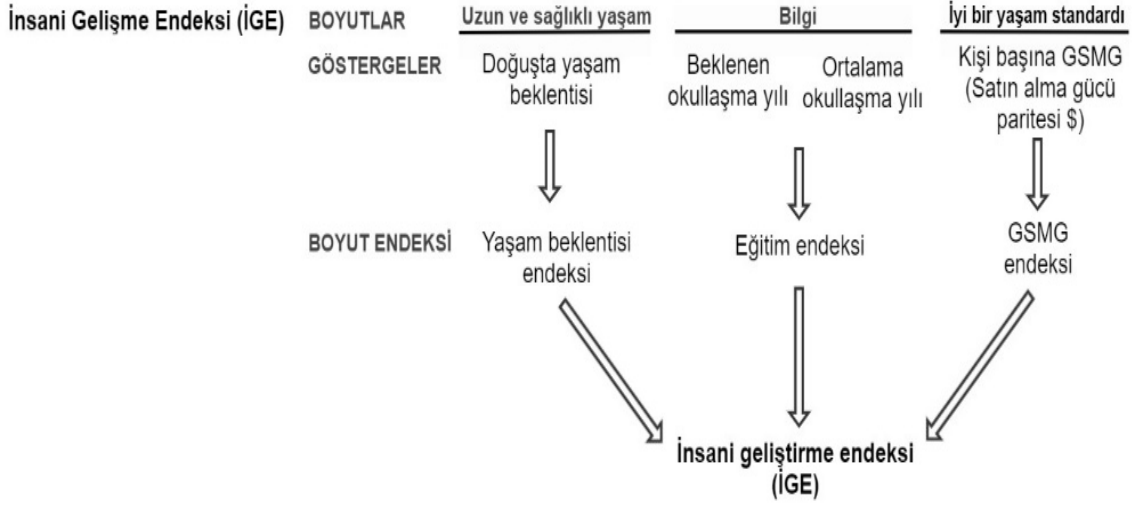 İnsani Gelişme Endeksi (İGE)
BOYUTLAR
Uzun ve sağlıklı yaşam
Bilgi
İyi bir yaşam standardı
GÖSTERGELER
Doğuşta yaşam
beklentisi
Beklenen
okullaşma yılı
Ortalama
okullaşma yılı
Kişi başına GSMG
(Satın alma gücü
paritesi $)
BOYUT ENDEKSİ
Yaşam beklentisi
endeksi
Eğitim endeksi
GSMG
endeksi
İnsani geliştirme endeksi
(İGE)